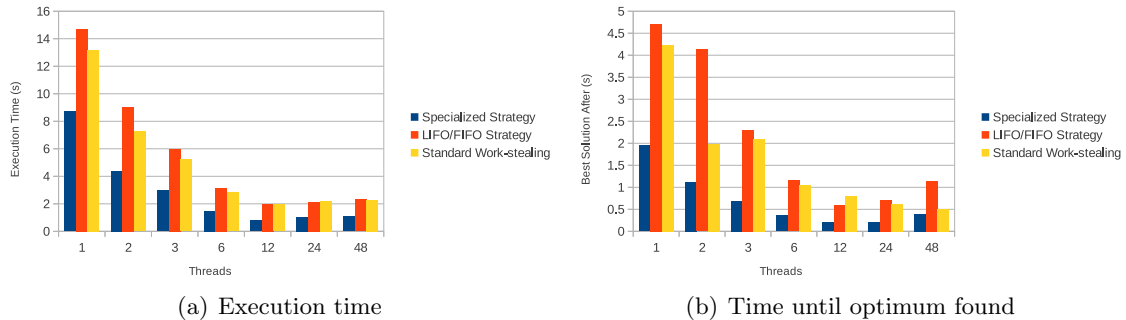 16
14
12
10
8
6
4
2
0
Execution Time (s)
1 2 3 6 12 24 48
Threads
Specialized Strategy
LIFO/FIFO Strategy
Standard Work-stealing
(a) Execution time
5
4.5
4
3.5
3
2.5
2
1.5
1
0.5
0
Best Solution After (s)
1 2 3 6 12 24 48
Threads
Specialized Strategy
LIFO/FIFO Strategy
Standard Work-stealing
(b) Time until optimum found